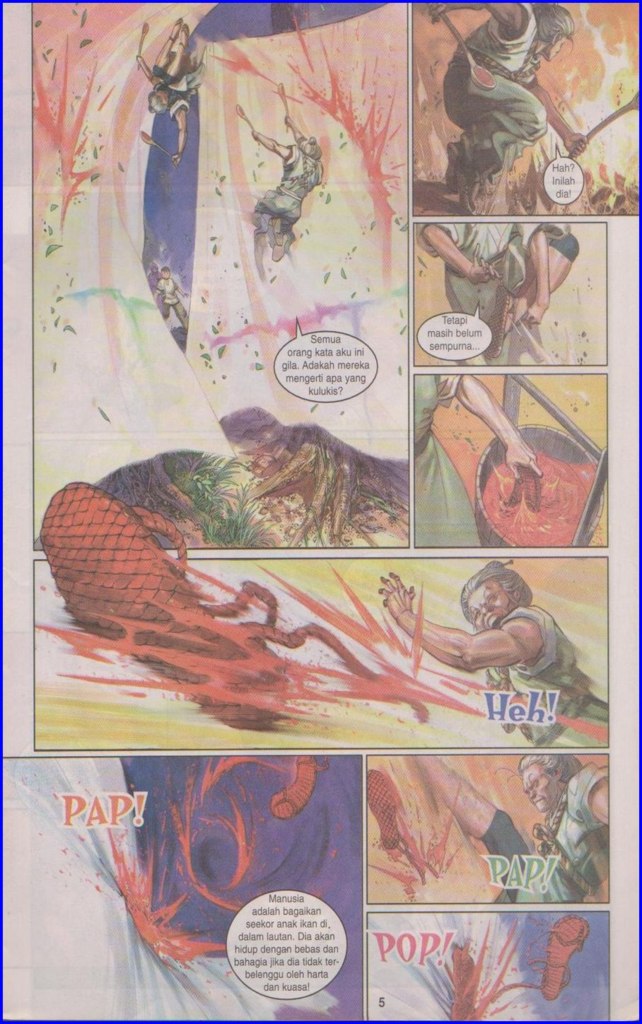 Semua
orang kata aku ini
gila. Adakah mereka
mengerti apa yang
kulukis?
Hah?
Inilah
dia!
Tetapi
masih belum
sempurna...
Heh!
PAP!
Manusia
adalah bagaikan
seekor anak ikan di
dalam lautan. Dia akan
hidup dengan bebas dan
bahagia jika dia tidak ter-
belenggu oleh harta
dan kuasa!
PAP!
POP!
5